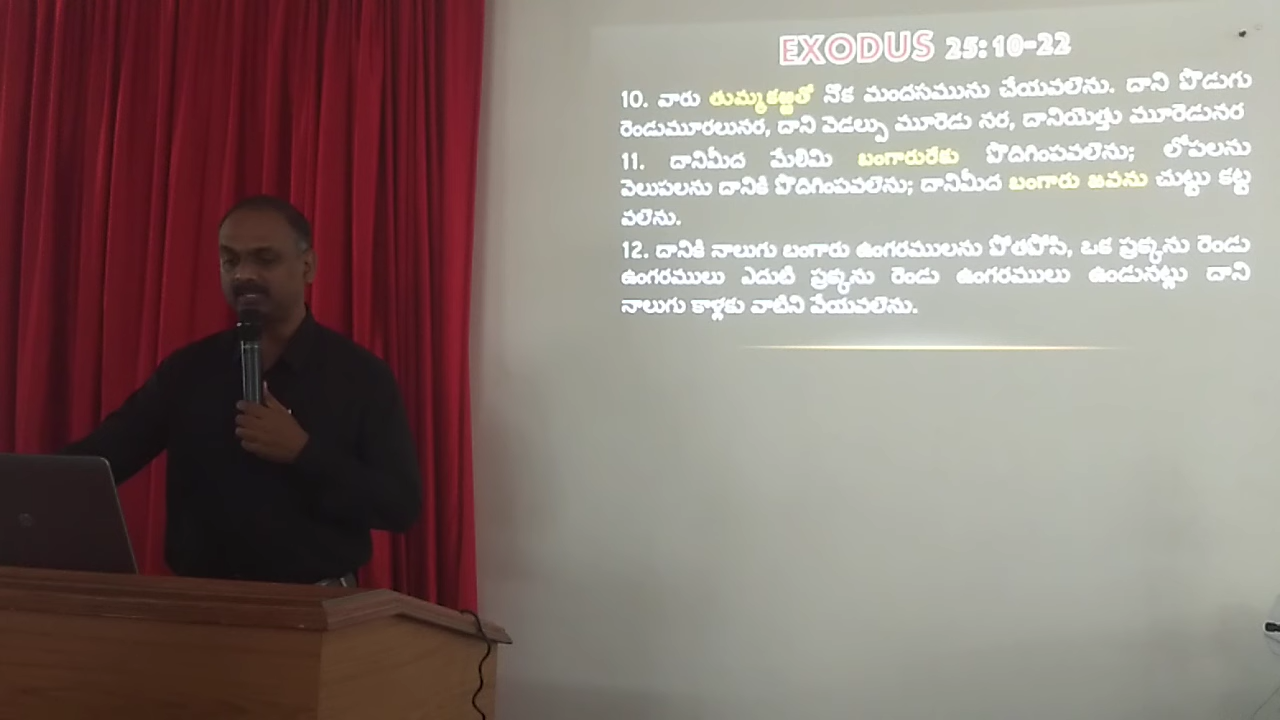 EXODUS 25:10-22
10. వారు తుమ్మకఱ్ఱతో నొక మందసమును చేయవలెను. దాని పొడుగు
రెండుమూరలునర, దాని వెడల్పు మూరెడు నర, దానియెత్తు మూరెడునర
11. దానిమీద మేలిమి బంగారురేకు పొదిగింపవలెను; లోపలను
వెలుపలను దానికి పొదిగింపవలెను; దానిమీద బంగారు జవను చుట్టు కట్ట
వలెను.
12. దానికి నాలుగు బంగారు ఉంగరములను పోతపోసి, ఒక ప్రక్కను రెండు
ఉంగరములు ఎదుటి ప్రక్కను రెండు ఉంగరములు ఉండునట్లు దాని
నాలుగు కాళ్లకు వాటిని వేయవలెను.